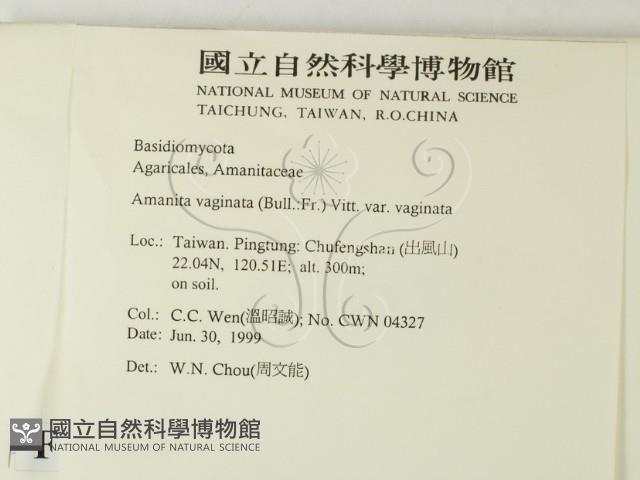 國立自然科學博物館
NATIONAL MUSEUM OF NATURAL SCIENCE
TAICHUNG, TAIWAN, R.O.CHINA
Basidiomycota
Agaricales, Amanitaceae
Amanita vaginata (Bull.:Fr.) Vitt. var. vaginata
Loc.: Taiwan. Pingtung: Chufengshan (出風山)
22.04N, 120.51E; alt. 300m;
on soil.
Col.: C.C. Wen(溫昭誠); No. CWN 04327
Date: Jun. 30, 1999
Det.: W.N. Chou(周文能)
F
國立自然科學博物館
NATIONAL MUSEUM OF NATURAL SCIENCE